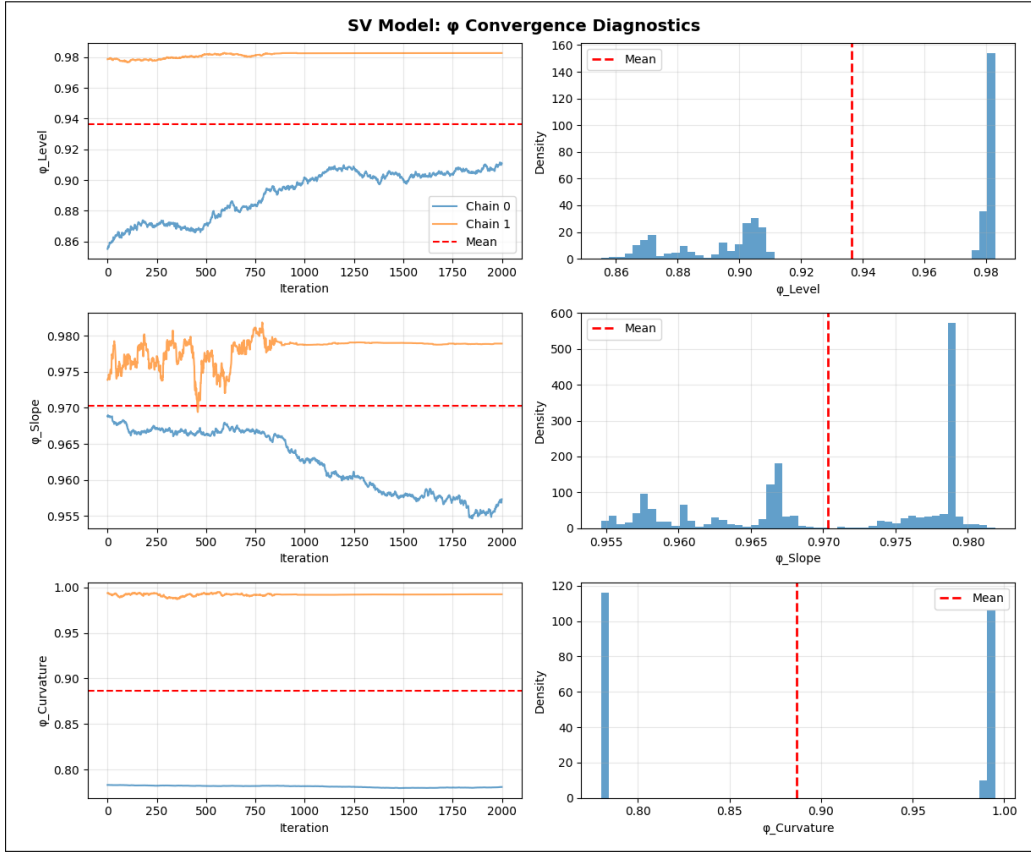 SV Model: φ Convergence Diagnostics
φ_Level
0.98
0.96
0.94
0.92
0.90
0.88
0.86
Chain 0
Chain 1
Mean
0 250 500 750 1000 1250 1500 1750 2000
Iteration
Density
160
140
120
100
80
60
40
20
0
Mean
0.86 0.88 0.90 0.92 0.94 0.96 0.98
φ_Level
φ_Slope
0.980
0.975
0.970
0.965
0.960
0.955
0 250 500 750 1000 1250 1500 1750 2000
Iteration
Density
600
500
400
300
200
100
0
Mean
0.955 0.960 0.965 0.970 0.975 0.980
φ_Slope
φ_Curvature
1.00
0.95
0.90
0.85
0.80
0 250 500 750 1000 1250 1500 1750 2000
Iteration
Density
120
100
80
60
40
20
0
Mean
0.80 0.85 0.90 0.95 1.00
φ_Curvature